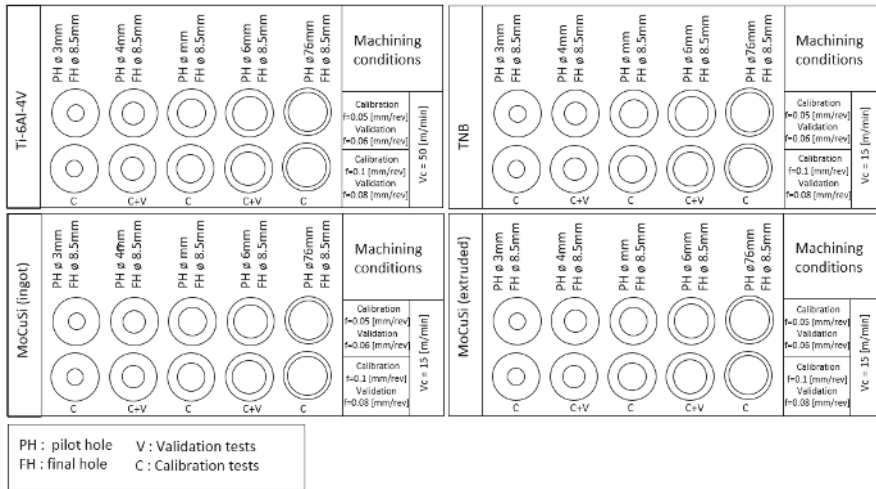 Ti-6Al-4V
PH ø 3mm
FH ø 8.5mm
PH ø 4mm
FH ø 8.5mm
PH ø mm
FH ø 8.5mm
PH ø 6mm
FH ø 8.5mm
PH ø76mm
FH ø 8.5mm
Machining
conditions
Calibration
f=0.05 [mm/rev]
Validation
f=0.06 [mm/rev]
Calibration
f=0.1 [mm/rev]
Validation
f=0.08 [mm/rev]
Vc = 50 [m/min]
C
C+V
C
C+V
C
TNB
PH ø 3mm
FH ø 8.5mm
PH ø 4mm
FH ø 8.5mm
PH ø mm
FH ø 8.5mm
PH ø 6mm
FH ø 8.5mm
PH ø76mm
FH ø 8.5mm
Machining
conditions
Calibration
f=0.05 [mm/rev]
Validation
f=0.06 [mm/rev]
Calibration
f=0.1 [mm/rev]
Validation
f=0.08 [mm/rev]
Vc = 15 [m/min]
C
C+V
C
C+V
C
MoCuSi (ingot)
PH ø 3mm
FH ø 8.5mm
PH ø 4mm
FH ø 8.5mm
PH ø mm
FH ø 8.5mm
PH ø 6mm
FH ø 8.5mm
PH ø76mm
FH ø 8.5mm
Machining
conditions
Calibration
f=0.05 [mm/rev]
Validation
f=0.06 [mm/rev]
Calibration
f=0.1 [mm/rev]
Validation
f=0.08 [mm/rev]
Vc = 15 [m/min]
C
C+V
C
C+V
C
MoCuSi (extruded)
PH ø 3mm
FH ø 8.5mm
PH ø 4mm
FH ø 8.5mm
PH ø mm
FH ø 8.5mm
PH ø 6mm
FH ø 8.5mm
PH ø76mm
FH ø 8.5mm
Machining
conditions
Calibration
f=0.05 [mm/rev]
Validation
f=0.06 [mm/rev]
Calibration
f=0.1 [mm/rev]
Validation
f=0.08 [mm/rev]
Vc = 15 [m/min]
C
C+V
C
C+V
C
PH : pilot hole V : Validation tests
FH : final hole C : Calibration tests